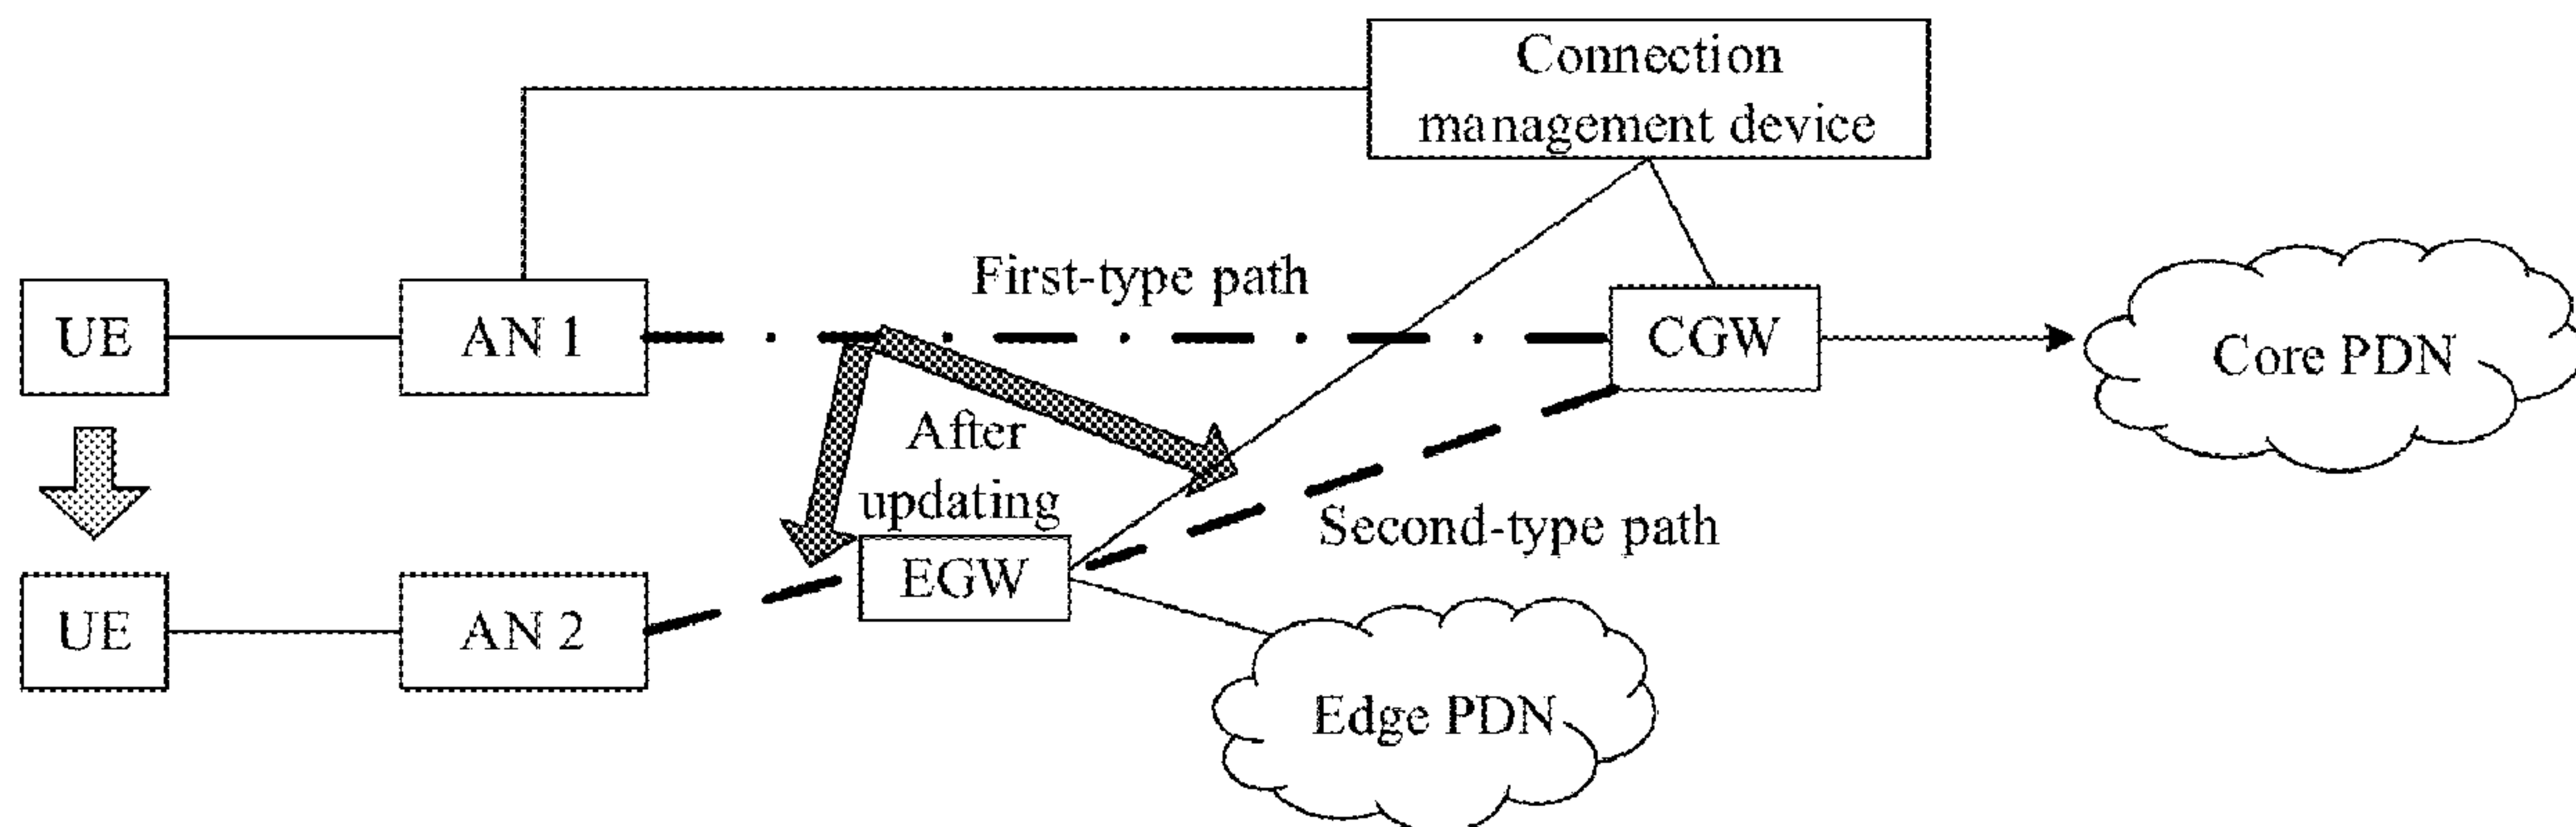 Connection
management device
First-type path
UE
AN 1
CGW
Core PDN
After
updating
Second-type path
EGW
UE
AN 2
Edge PDN